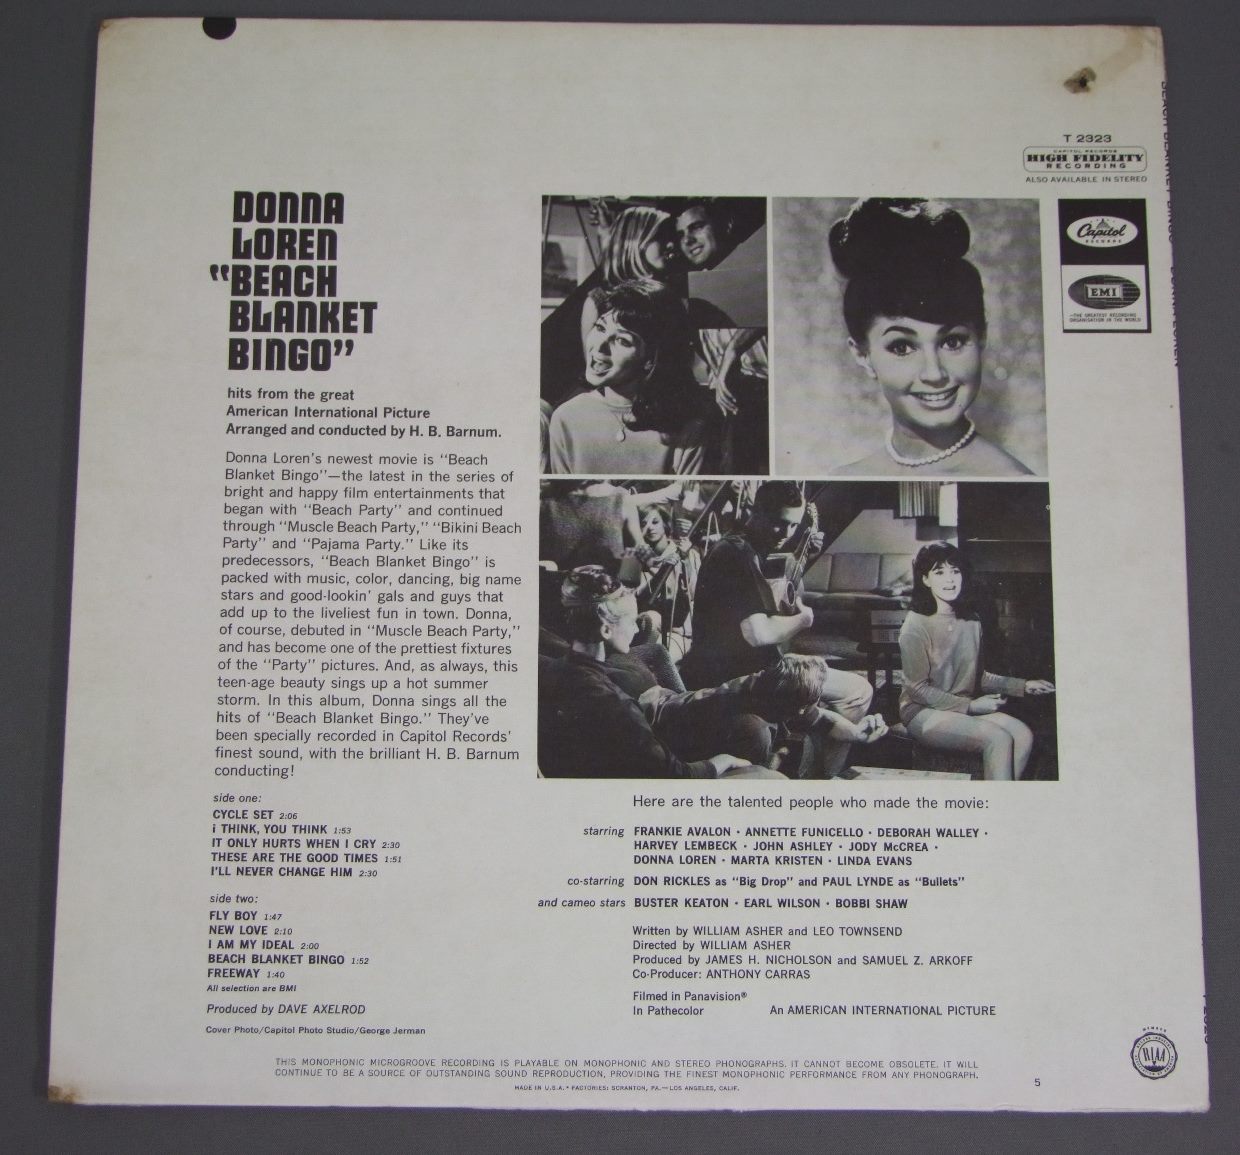 T 2323
CAPITOL RECORDS
HIGH FIDELITY
RECORDING
ALSO AVAILABLE IN STEREO
Capitol
RECORDS
EMI
—THE GREATEST RECORDING
ORGANISATION IN THE WORLD
DONNA
LOREN
"BEACH
BLANKET
BINGO"
hits from the great
American International Picture
Arranged and conducted by H. B. Barnum.
Donna Loren's newest movie is "Beach
Blanket Bingo"—the latest in the series of
bright and happy film entertainments that
began with "Beach Party" and continued
through "Muscle Beach Party," "Bikini Beach
Party" and "Pajama Party." Like its
predecessors, "Beach Blanket Bingo" is
packed with music, color, dancing, big name
stars and good-lookin' gals and guys that
add up to the liveliest fun in town. Donna,
of course, debuted in "Muscle Beach Party,"
and has become one of the prettiest fixtures
of the "Party" pictures. And, as always, this
teen-age beauty sings up a hot summer
storm. In this album, Donna sings all the
hits of "Beach Blanket Bingo." They've
been specially recorded in Capitol Records'
finest sound, with the brilliant H. B. Barnum
conducting!
side one:
CYCLE SET 2:06
I THINK, YOU THINK 1:53
IT ONLY HURTS WHEN I CRY 2:30
THESE ARE THE GOOD TIMES 1:51
I'LL NEVER CHANGE HIM 2:30
side two:
FLY BOY 1:47
NEW LOVE 2:10
I AM MY IDEAL 2:00
BEACH BLANKET BINGO 1:52
FREEWAY 1:40
All selection are BMI
Produced by DAVE AXELROD
Cover Photo/Capitol Photo Studio/George Jerman
Here are the talented people who made the movie:
starring FRANKIE AVALON • ANNETTE FUNICELLO • DEBORAH WALLEY •
HARVEY LEMBECK • JOHN ASHLEY • JODY McCREA •
DONNA LOREN • MARTA KRISTEN • LINDA EVANS
co-starring DON RICKLES as "Big Drop" and PAUL LYNDE as "Bullets"
and cameo stars BUSTER KEATON • EARL WILSON • BOBBI SHAW
Written by WILLIAM ASHER and LEO TOWNSEND
Directed by WILLIAM ASHER
Produced by JAMES H. NICHOLSON and SAMUEL Z. ARKOFF
Co-Producer: ANTHONY CARRAS
Filmed in Panavision®
In Pathecolor An AMERICAN INTERNATIONAL PICTURE
THIS MONOPHONIC MICROGROOVE RECORDING IS PLAYABLE ON MONOPHONIC AND STEREO PHONOGRAPHS. IT CANNOT BECOME OBSOLETE. IT WILL
CONTINUE TO BE A SOURCE OF OUTSTANDING SOUND REPRODUCTION, PROVIDING THE FINEST MONOPHONIC PERFORMANCE FROM ANY PHONOGRAPH.
MADE IN U.S.A. • FACTORIES: SCRANTON, PA.—LOS ANGELES, CALIF.
5
MEMBER
RIAA